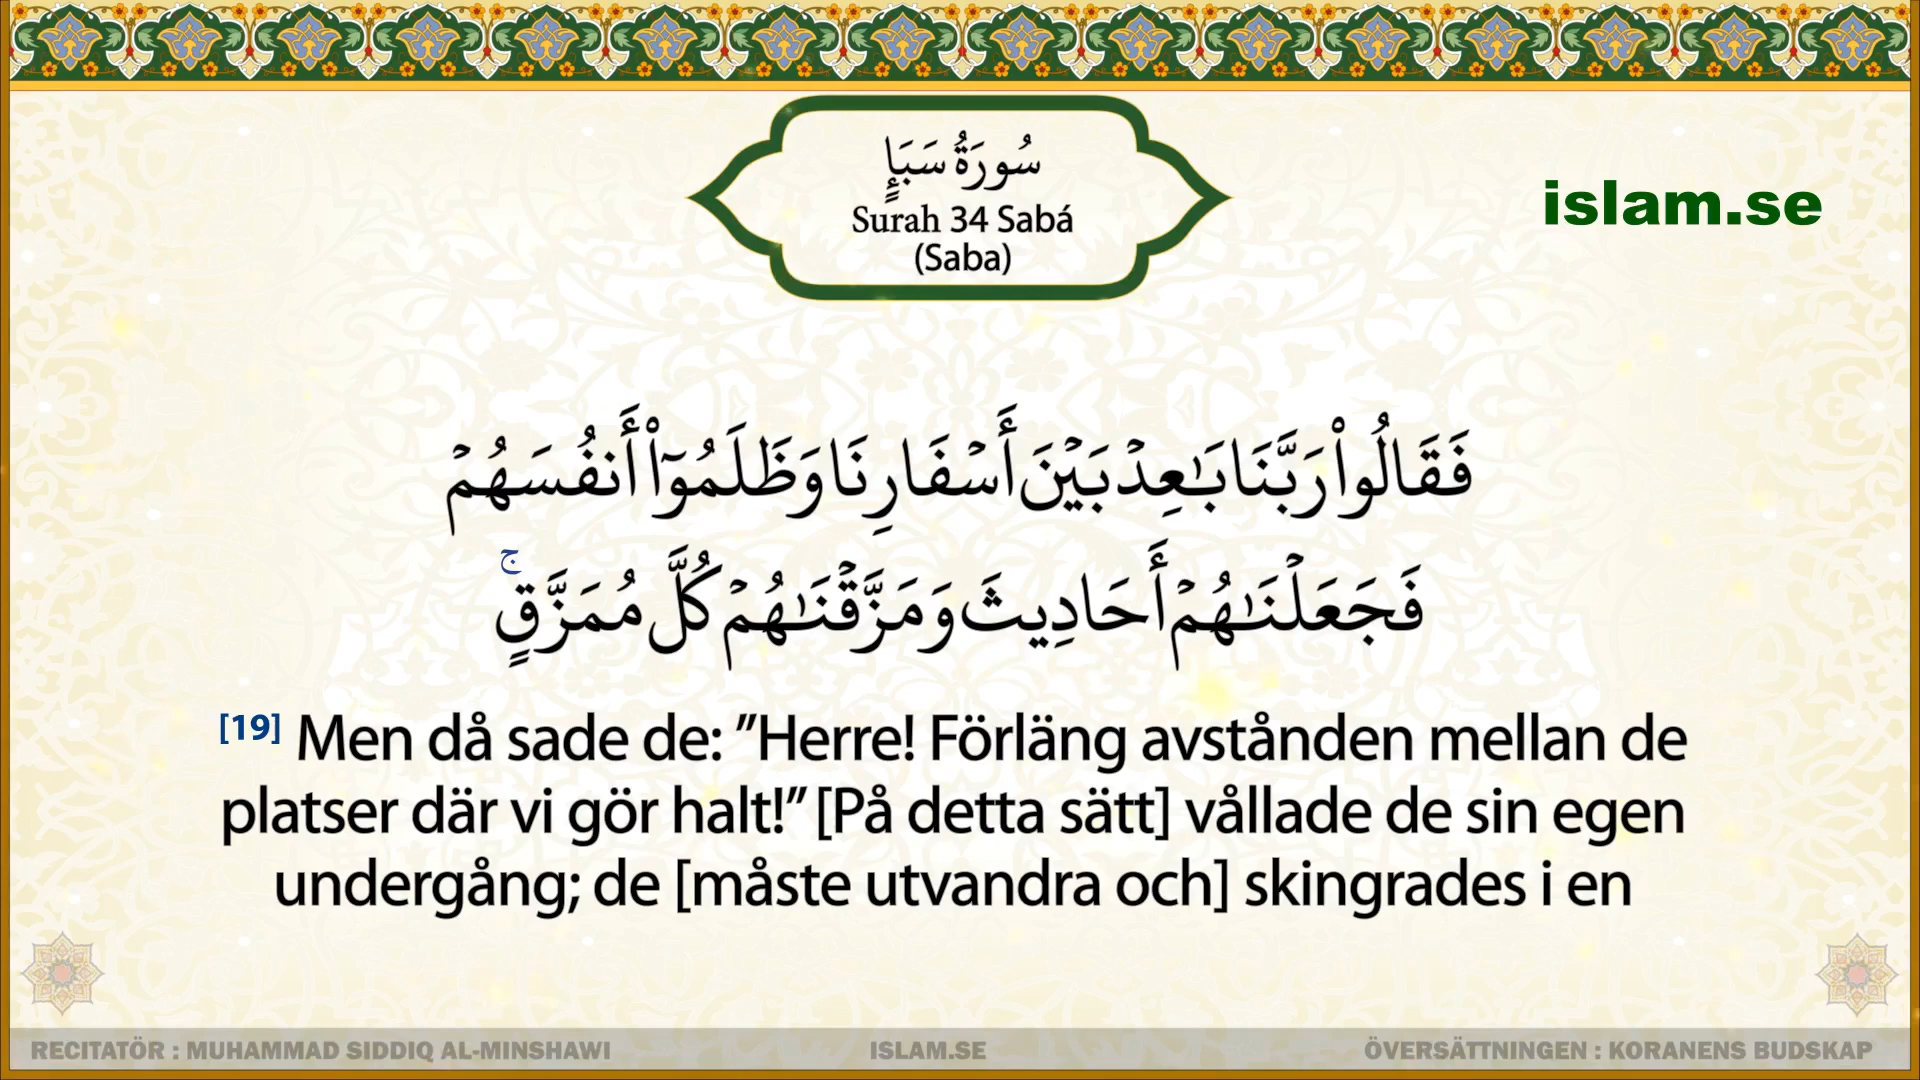 سُورَةُ سَبَإٍ
Surah 34 Sabá
(Saba)
islam.se
فَقَالُواْ رَبَّنَا بَٰعِدْ بَيْنَ أَسْفَارِنَا وَظَلَمُوٓاْ أَنفُسَهُمْ
فَجَعَلْنَٰهُمْ أَحَادِيثَ وَمَزَّقْنَٰهُمْ كُلَّ مُمَزَّقٍۚ
[19] Men då sade de: ”Herre! Förläng avstånden mellan de
platser där vi gör halt!” [På detta sätt] vållade de sin egen
undergång; de [måste utvandra och] skingrades i en
RECITATÖR : MUHAMMAD SIDDIQ AL-MINSHAWI
ISLAM.SE
ÖVERSÄTTNINGEN : KORANENS BUDSKAP